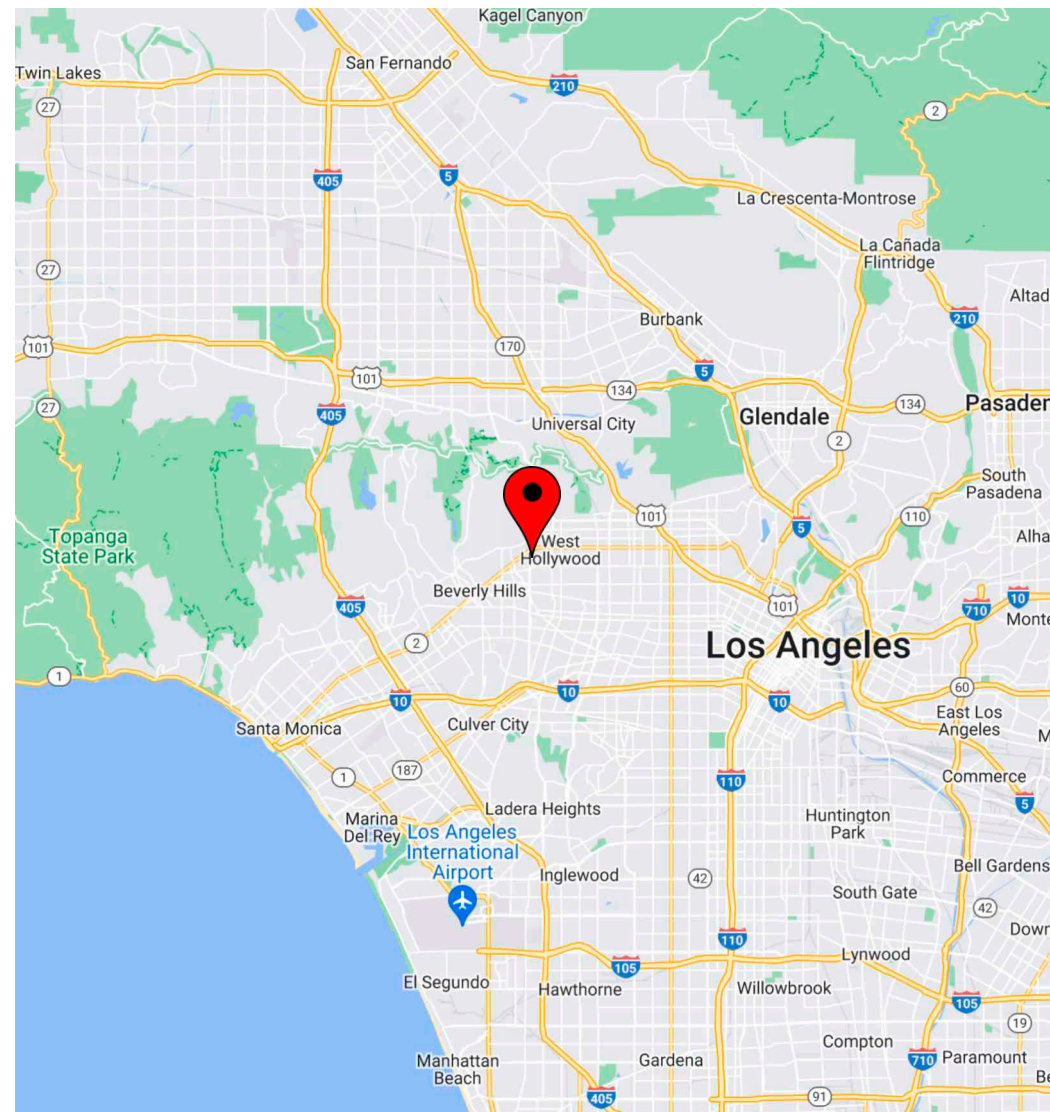 Kagel Canyon
San Fernando
Twin Lakes
210
27
2
405
5
La Crescenta-Montrose
La Cañada
Flintridge
27
Altad
Burbank
210
101
170
101
5
134
27
405
134
Pasader
Glendale
Universal City
2
South
Pasadena
101
110
5
Topanga
State Park
West
Hollywood
Alha
Beverly Hills
405
101
10
710
Monte
2
Los Angeles
1
60
10
10
10
East Los
Angeles
Santa Monica
Culver City
M
187
1
110
Commerce
5
Ladera Heights
Marina
Del Rey
Huntington
Park
Los Angeles
International
Airport
Bell Gardens
Inglewood
42
South Gate
42
Down
110
Lynwood
105
El Segundo
Hawthorne
Willowbrook
105
19
Compton
Manhattan
Beach
Gardena
710
Paramount
Be
405
91